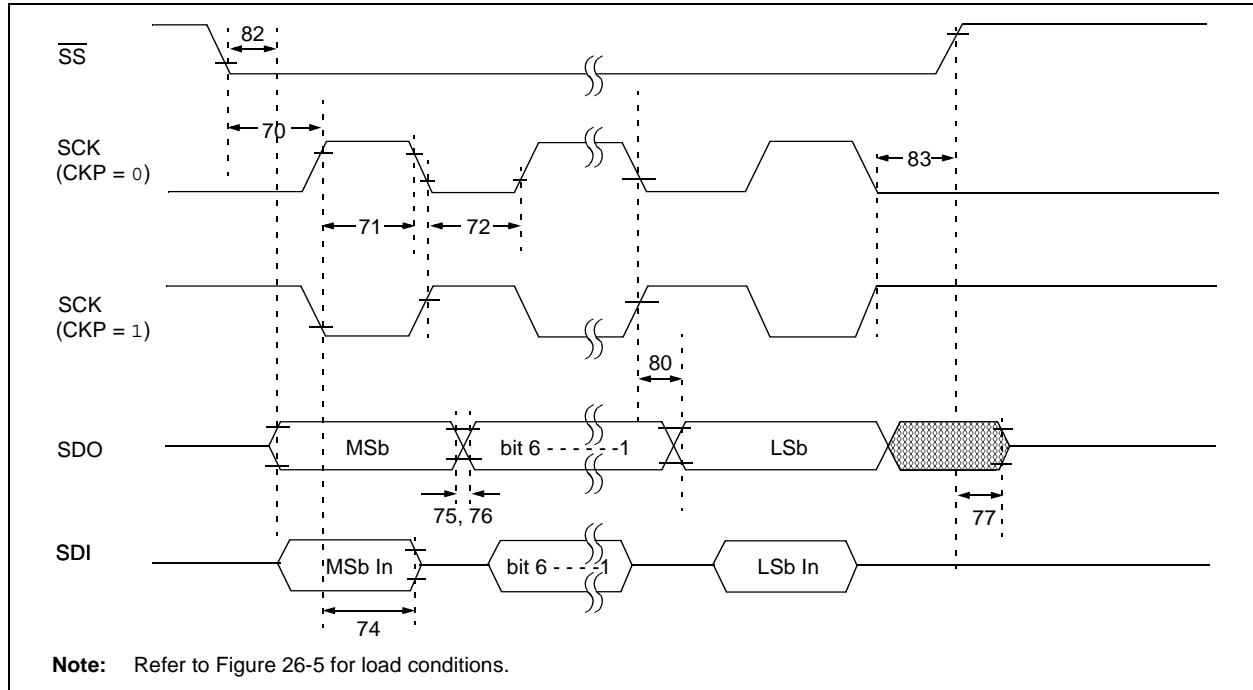 SS
82
70
SCK
(CKP = 0)
83
71
72
SCK
(CKP = 1)
80
SDO
MSb
bit 6 - - - - - -1
LSb
75, 76
77
SDI
MSb In
bit 6 - - - -1
LSb In
74
Note: Refer to Figure 26-5 for load conditions.